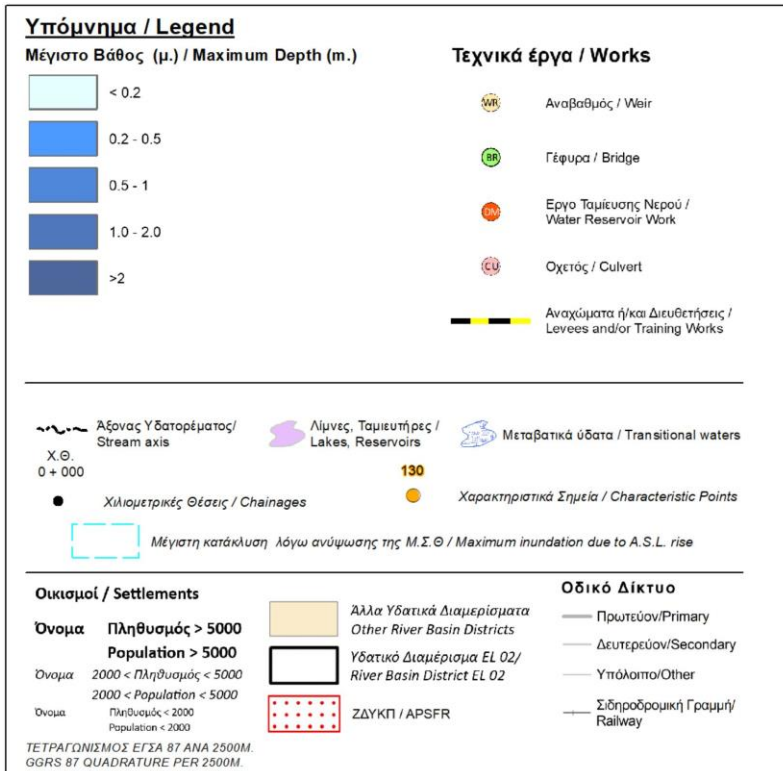 Υπόμνημα / Legend
Μέγιστο Βάθος (μ.) / Maximum Depth (m.)
< 0.2
0.2 - 0.5
0.5 - 1
1.0 - 2.0
>2
Τεχνικά έργα / Works
WR Αναβαθμός / Weir
BR Γέφυρα / Bridge
DM Εργο Ταμίευσης Νερού /
Water Reservoir Work
CU Οχετός / Culvert
Αναχώματα ή/και Διευθετήσεις /
Levees and/or Training Works
Άξονας Υδατορέματος/
Stream axis
Λίμνες, Ταμιευτήρες /
Lakes, Reservoirs
Μεταβατικά ύδατα / Transitional waters
Χ.Θ.
0 + 000
Χιλιομετρικές Θέσεις / Chainages
130
Χαρακτηριστικά Σημεία / Characteristic Points
Μέγιστη κατάκλυση λόγω ανύψωσης της Μ.Σ.Θ / Maximum inundation due to A.S.L. rise
Οικισμοί / Settlements
Όνομα Πληθυσμός > 5000
Population > 5000
Όνομα 2000 < Πληθυσμός < 5000
2000 < Population < 5000
Όνομα Πληθυσμός < 2000
Population < 2000
ΤΕΤΡΑΓΩΝΙΣΜΟΣ ΕΓΣΑ 87 ΑΝΑ 2500Μ.
GGRS 87 QUADRATURE PER 2500M.
Άλλα Υδατικά Διαμερίσματα
Other River Basin Districts
Υδατικό Διαμέρισμα EL 02/
River Basin District EL 02
ΖΔΥΚΠ / APSFR
Οδικό Δίκτυο
Πρωτεύον/Primary
Δευτερεύον/Secondary
Υπόλοιπο/Other
Σιδηροδρομική Γραμμή/
Railway